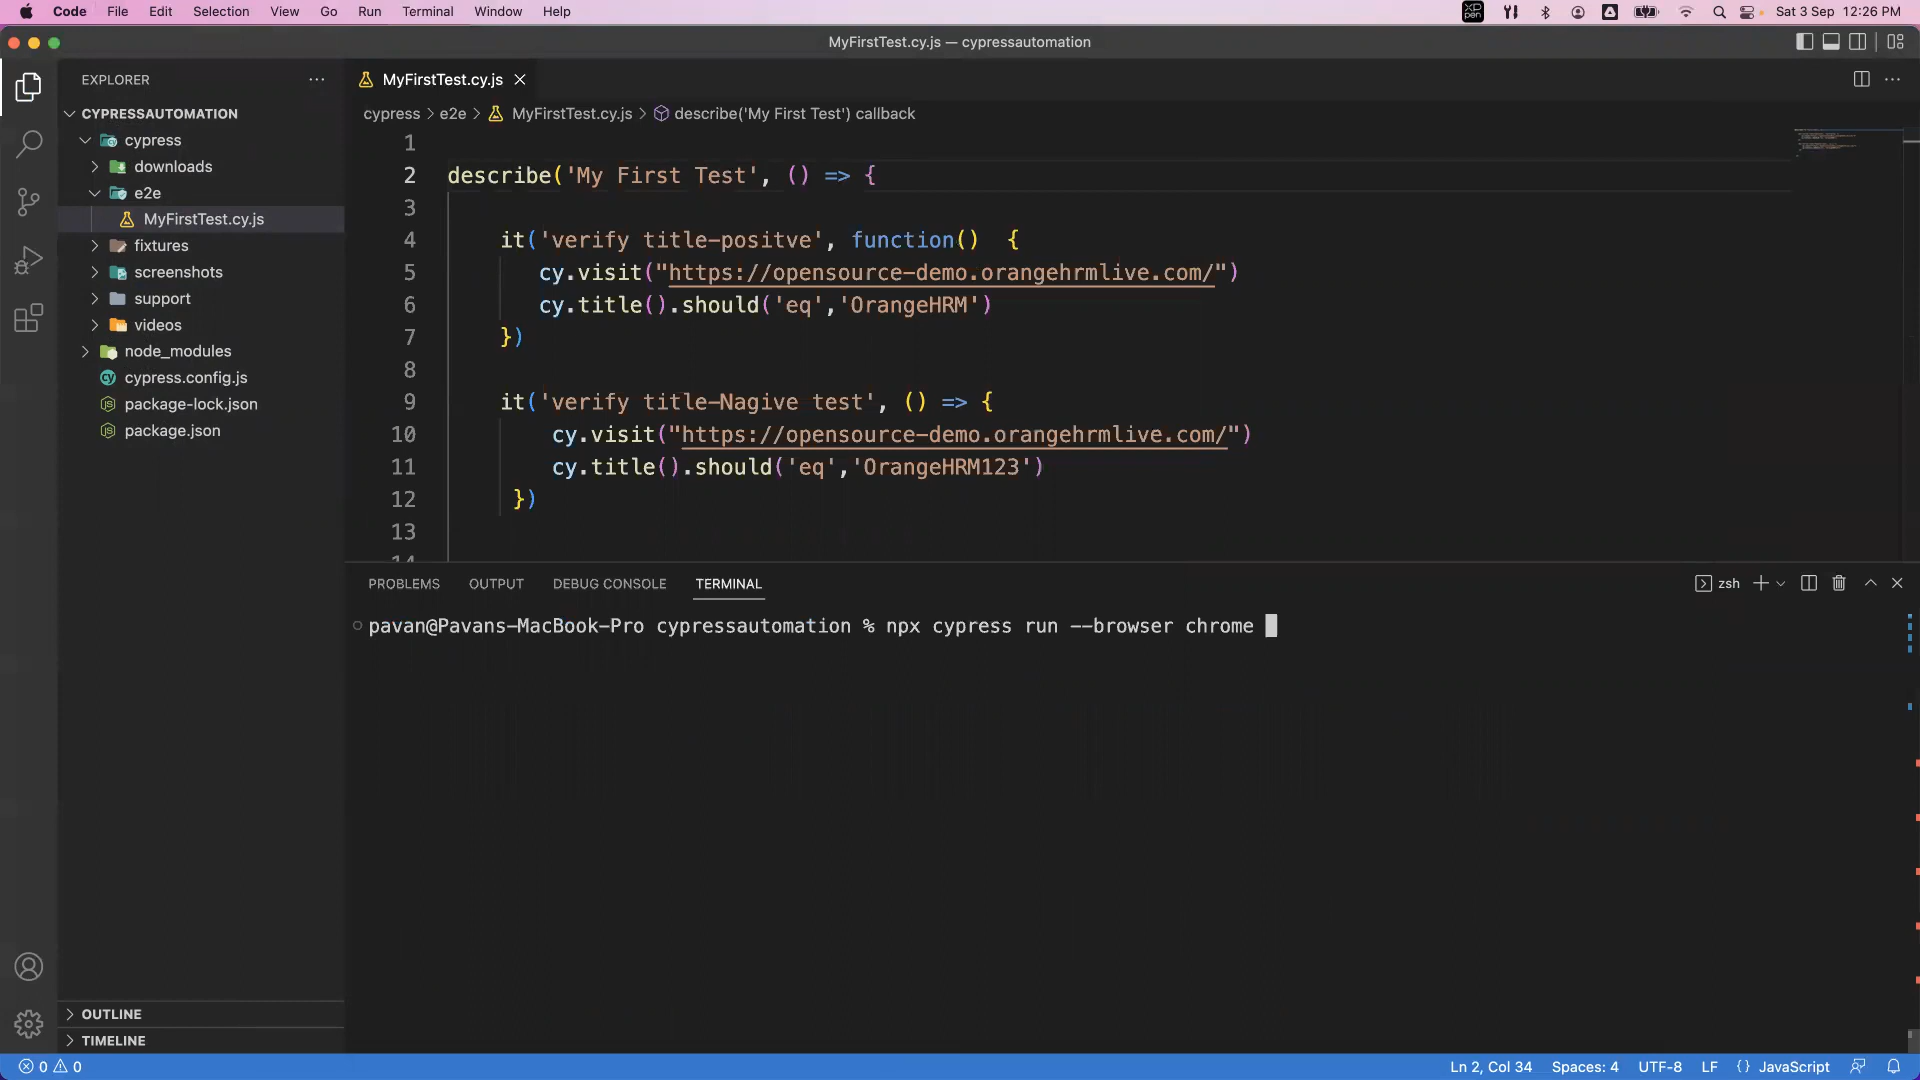 Code File Edit Selection View Go Run Terminal Window Help
XP pen
Sat 3 Sep 12:26 PM
MyFirstTest.cy.js — cypressautomation
EXPLORER
MyFirstTest.cy.js
CYPRESSAUTOMATION
cypress > e2e > MyFirstTest.cy.js > describe('My First Test') callback
cypress
downloads
e2e
MyFirstTest.cy.js
fixtures
screenshots
support
videos
node_modules
cypress.config.js
package-lock.json
package.json
1
2 describe('My First Test', () => {
3
4 it('verify title-positve', function()  {
5 cy.visit("https://opensource-demo.orangehrmlive.com/")
6 cy.title().should('eq','OrangeHRM')
7 })
8
9 it('verify title-Nagive test', () => {
10 cy.visit("https://opensource-demo.orangehrmlive.com/")
11 cy.title().should('eq','OrangeHRM123')
12 })
13
14
PROBLEMS OUTPUT DEBUG CONSOLE TERMINAL
zsh
pavan@Pavans-MacBook-Pro cypressautomation % npx cypress run --browser chrome
OUTLINE
TIMELINE
0 0
Ln 2, Col 34 Spaces: 4 UTF-8 LF {} JavaScript